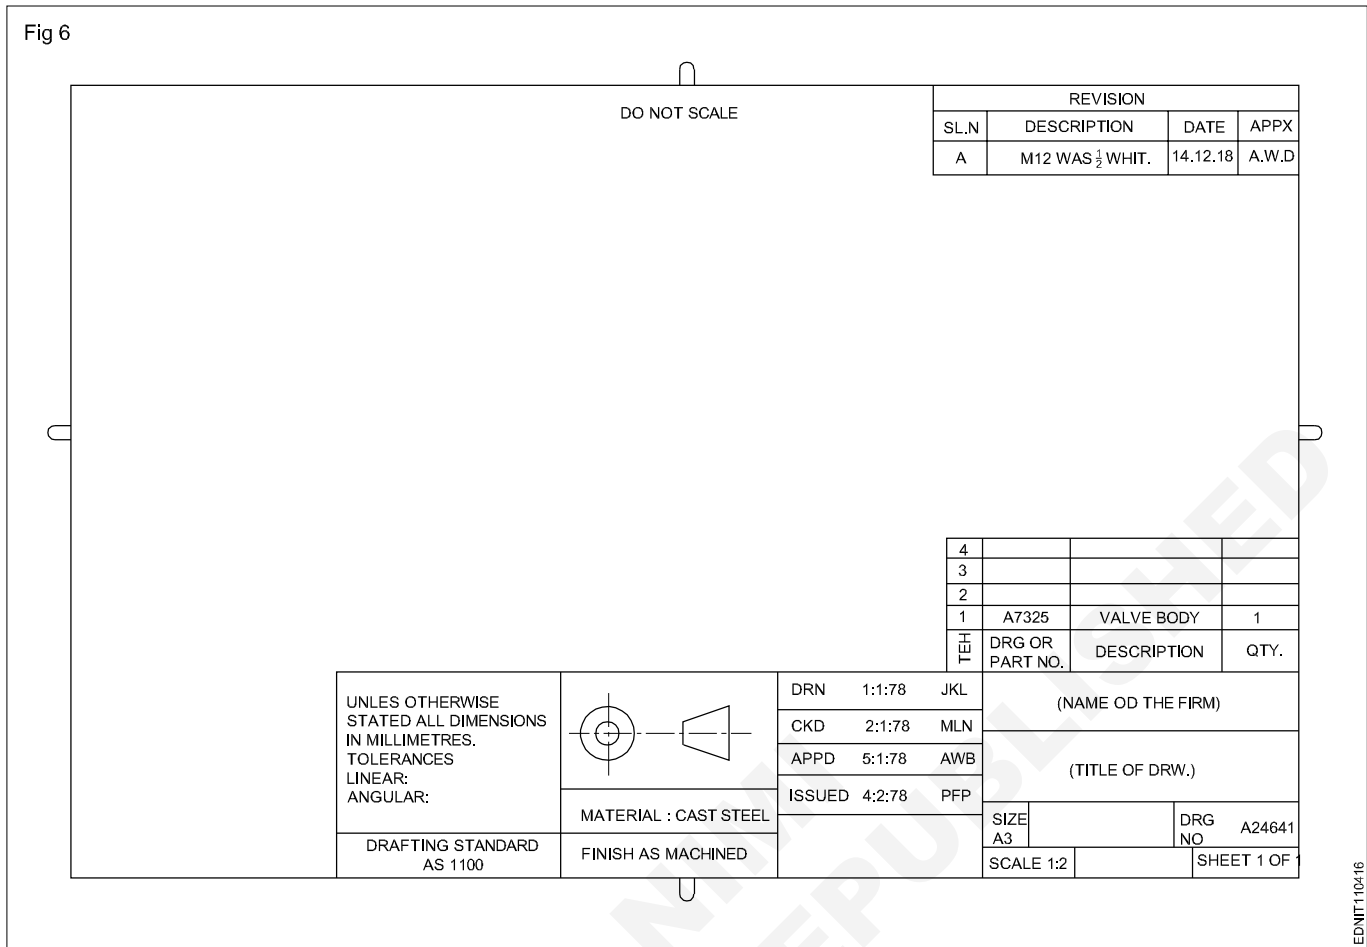 Fig 6
DO NOT SCALE
REVISION
SL.N DESCRIPTION DATE APPX
A M12 WAS 1/2 WHIT. 14.12.18 A.W.D
4
3
2
1 A7325 VALVE BODY 1
TEH
DRG OR
PART NO.
DESCRIPTION QTY.
UNLES OTHERWISE
STATED ALL DIMENSIONS
IN MILLIMETRES.
TOLERANCES
LINEAR:
ANGULAR:
DRAFTING STANDARD
AS 1100
MATERIAL : CAST STEEL
FINISH AS MACHINED
DRN 1:1:78 JKL
CKD 2:1:78 MLN
APPD 5:1:78 AWB
ISSUED 4:2:78 PFP
(NAME OD THE FIRM)
(TITLE OF DRW.)
SIZE
A3
DRG
NO
A24641
SCALE 1:2
SHEET 1 OF 1
EDNIT110416
NIMI
REPUBLISHED